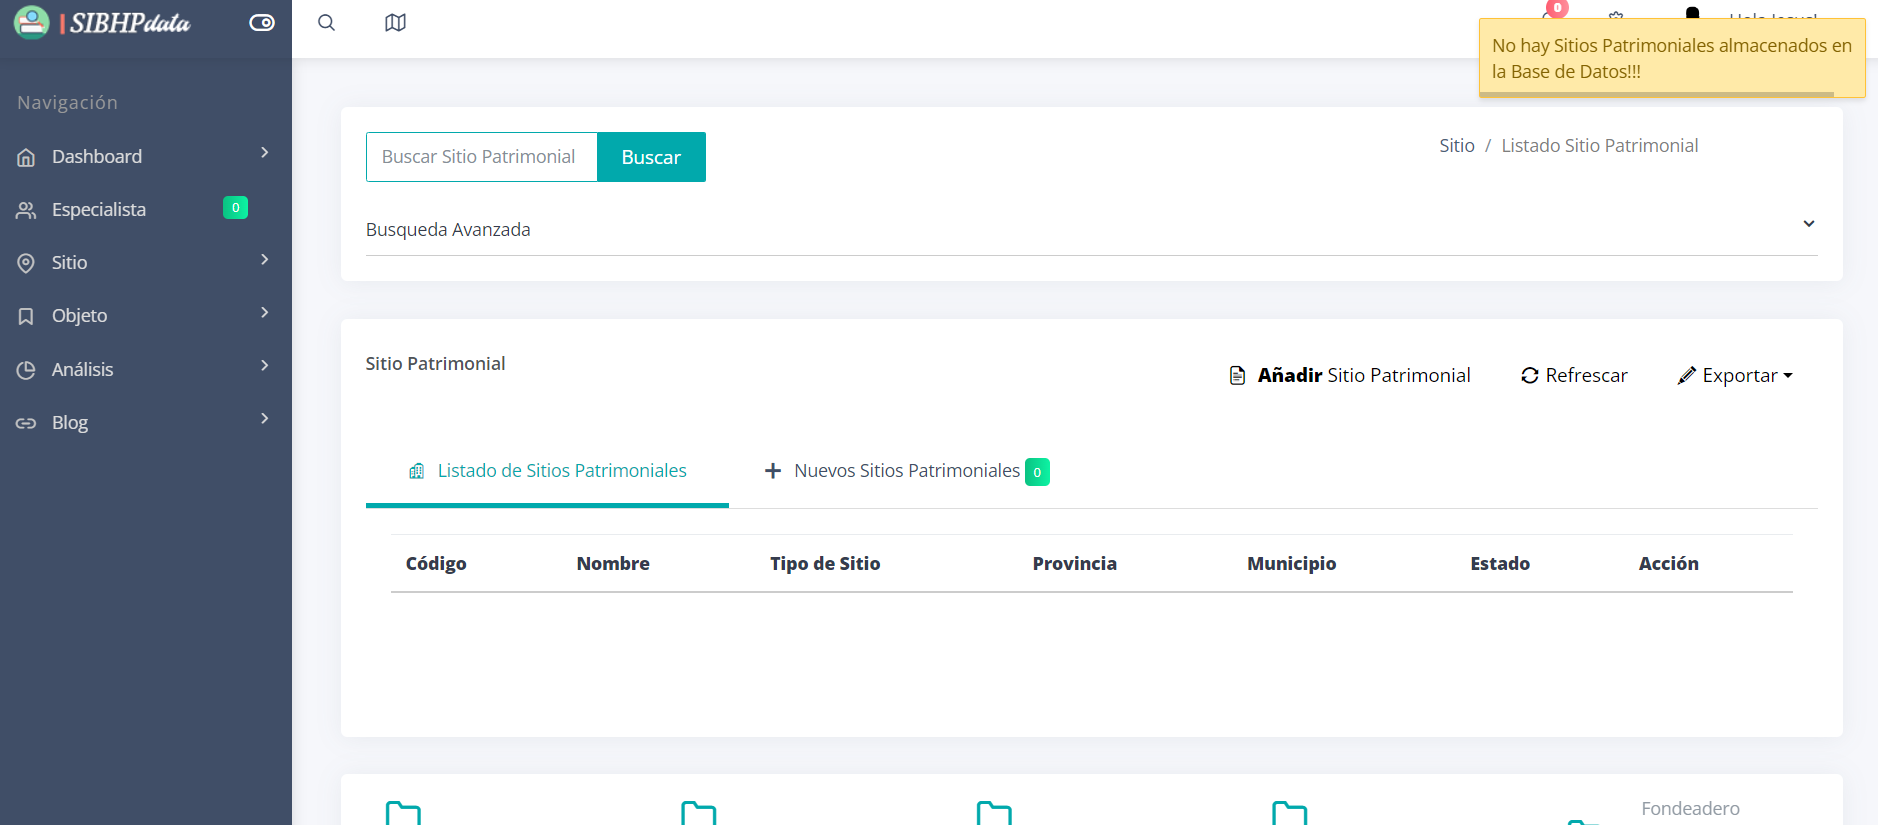 SIBHPdata
0
No hay Sitios Patrimoniales almacenados en
la Base de Datos!!!
Navegación
Dashboard
Especialista 0
Sitio
Objeto
Análisis
Blog
Buscar Sitio Patrimonial Buscar
Sitio / Listado Sitio Patrimonial
Busqueda Avanzada
Sitio Patrimonial
Añadir Sitio Patrimonial Refrescar Exportar
Listado de Sitios Patrimoniales Nuevos Sitios Patrimoniales 0
Código Nombre Tipo de Sitio Provincia Municipio Estado Acción
Fondeadero